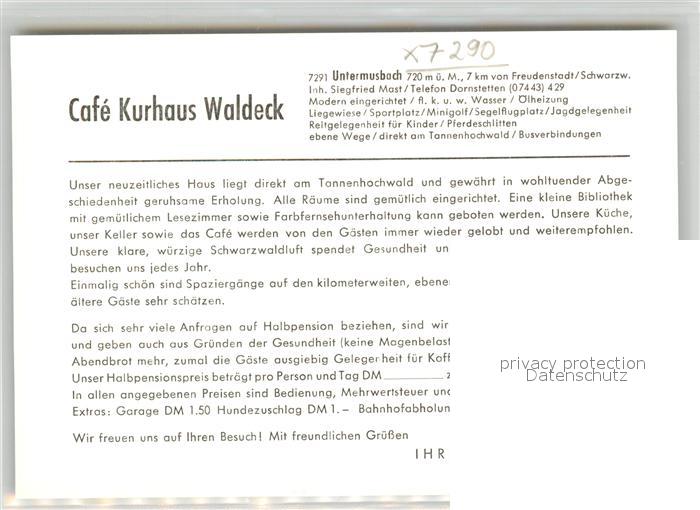 x7290
7291 Untermusbach 720 m ü. M., 7 km von Freudenstadt/Schwarzw.
Inh. Siegfried Mast / Telefon Dornstetten (07443) 429
Modern eingerichtet / fl. k. u. w. Wasser / Ölheizung
Liegewiese / Sportplatz / Minigolf / Segelflugplatz / Jagdgelegenheit
Reitgelegenheit für Kinder / Pferdeschlitten
ebene Wege / direkt am Tannenhochwald / Busverbindungen
Café Kurhaus Waldeck
Unser neuzeitliches Haus liegt direkt am Tannenhochwald und gewährt in wohltuender Abge-
schiedenheit geruhsame Erholung. Alle Räume sind gemütlich eingerichtet. Eine kleine Bibliothek
mit gemütlichem Lesezimmer sowie Farbfernsehunterhaltung kann geboten werden. Unsere Küche,
unser Keller sowie das Café werden von den Gästen immer wieder gelobt und weiterempfohlen.
Unsere klare, würzige Schwarzwaldluft spendet Gesundheit un
besuchen uns jedes Jahr.
Einmalig schön sind Spaziergänge auf den kilometerweiten, ebene
ältere Gäste sehr schätzen.
Da sich sehr viele Anfragen auf Halbpension beziehen, sind wir
und geben auch aus Gründen der Gesundheit (keine Magenbelast
Abendbrot mehr, zumal die Gäste ausgiebig Gelegenheit für Koff
Unser Halbpensionspreis beträgt pro Person und Tag DM ________ z
In allen angegebenen Preisen sind Bedienung, Mehrwertsteuer und
Extras: Garage DM 1.50 Hundezuschlag DM 1.– Bahnhofabholun
Wir freuen uns auf Ihren Besuch! Mit freundlichen Grüßen
IHR
privacy protection
Datenschutz